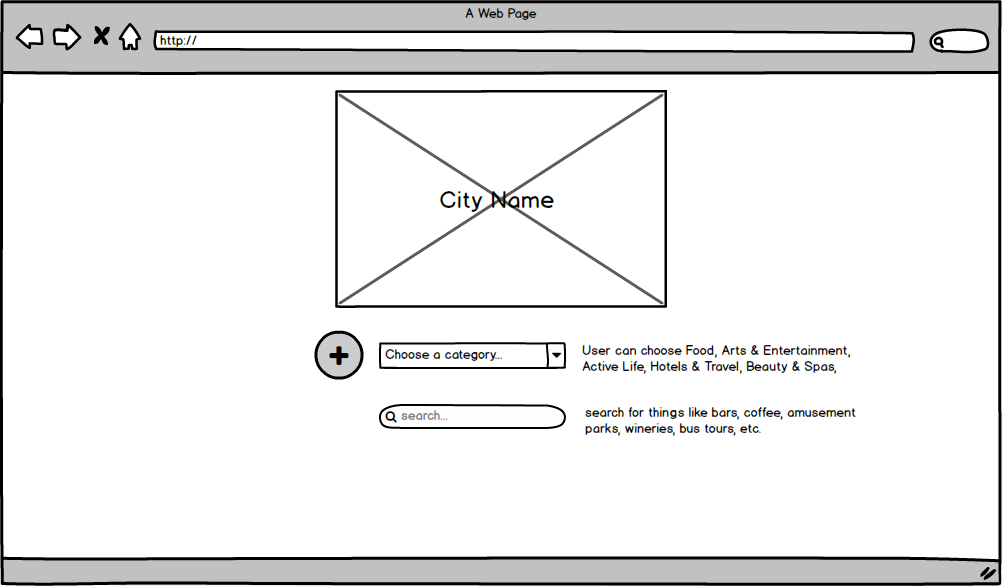 A Web Page
http://
City Name
Choose a category...
User can choose Food, Arts & Entertainment,
Active Life, Hotels & Travel, Beauty & Spas,
search...
search for things like bars, coffee, amusement
parks, wineries, bus tours, etc.